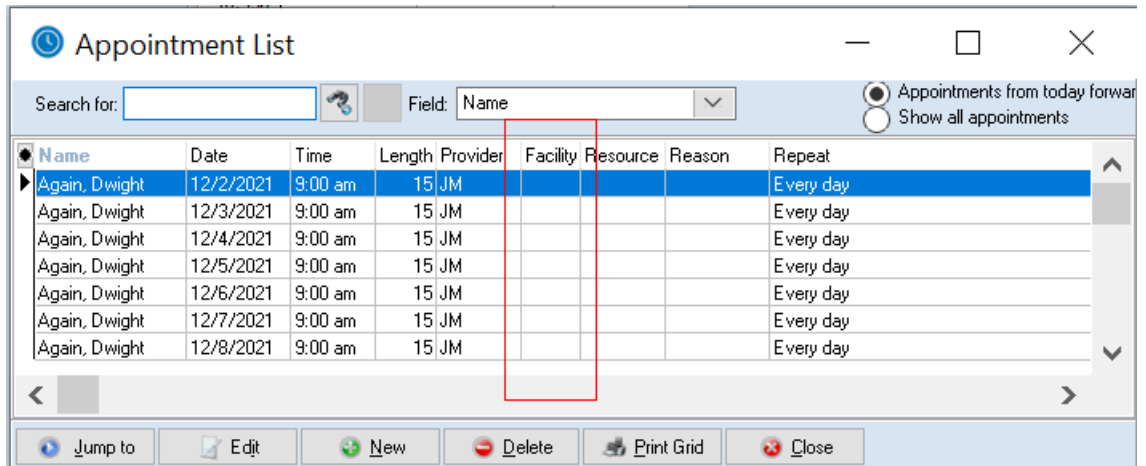 Appointment List
Search for: Field: Name Appointments from today forwar
Show all appointments
Name Date Time Length Provider Facility Resource Reason Repeat
Again, Dwight 12/2/2021 9:00 am 15 JM Every day
Again, Dwight 12/3/2021 9:00 am 15 JM Every day
Again, Dwight 12/4/2021 9:00 am 15 JM Every day
Again, Dwight 12/5/2021 9:00 am 15 JM Every day
Again, Dwight 12/6/2021 9:00 am 15 JM Every day
Again, Dwight 12/7/2021 9:00 am 15 JM Every day
Again, Dwight 12/8/2021 9:00 am 15 JM Every day
Jump to Edit New Delete Print Grid Close